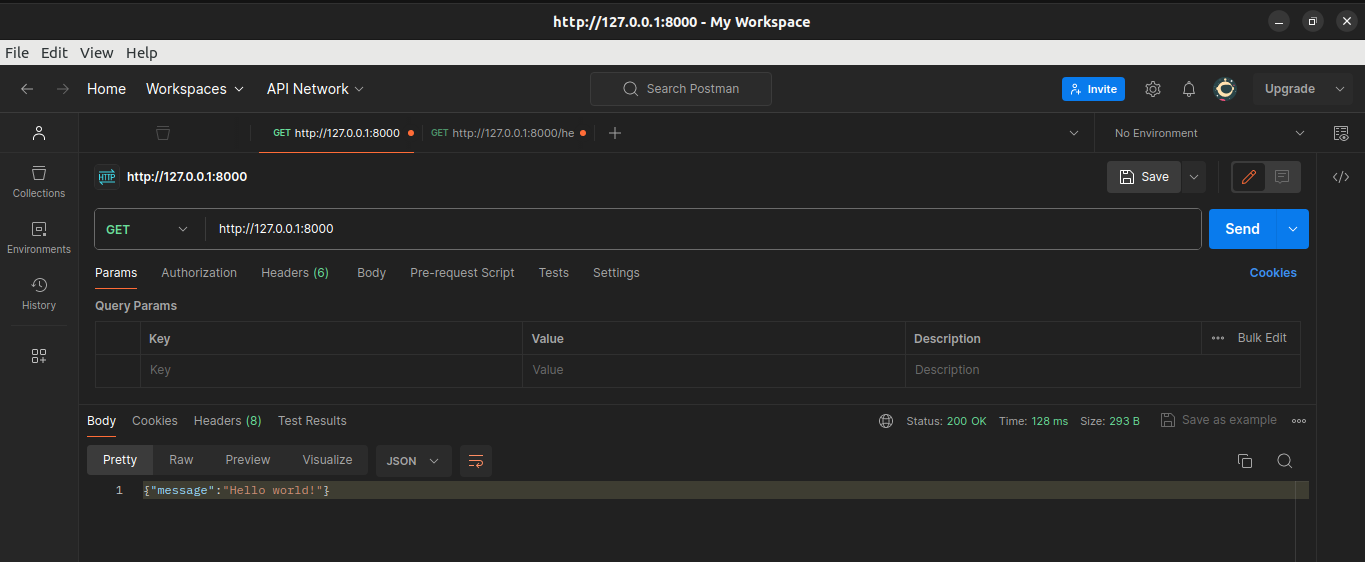 http://127.0.0.1:8000 - My Workspace
File Edit View Help
Home Workspaces API Network Search Postman Invite Upgrade
GET http://127.0.0.1:8000 GET http://127.0.0.1:8000/he No Environment
HTTP http://127.0.0.1:8000 Save
Collections
GET http://127.0.0.1:8000 Send
Environments
Params Authorization Headers (6) Body Pre-request Script Tests Settings Cookies
History
Query Params
Key Value Description Bulk Edit
Key Value Description
Body Cookies Headers (8) Test Results Status: 200 OK Time: 128 ms Size: 293 B Save as example
Pretty Raw Preview Visualize JSON
1 {"message":"Hello world!"}